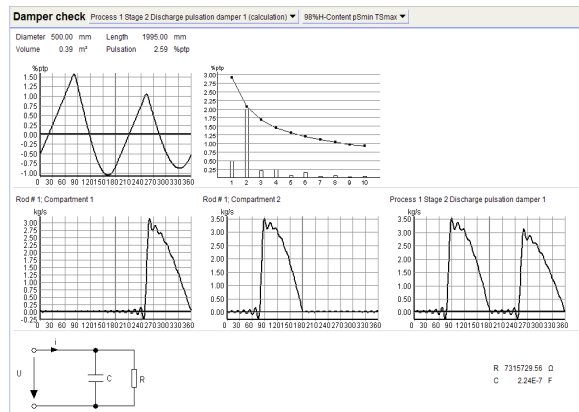 Damper check Process 1 Stage 2 Discharge pulsation damper 1 (calculation) 98%H-Content pSmin TSmax
Diameter 500.00 mm Length 1995.00 mm
Volume 0.39 m³ Pulsation 2.59 %ptp
%ptp
1.50
1.25
1.00
0.75
0.50
0.25
0.00
-0.25
-0.50
-0.75
-1.00
0 30 60 90 120 150 180 210 240 270 300 330 360
%ptp
3.00
2.75
2.50
2.25
2.00
1.75
1.50
1.25
1.00
0.75
0.50
0.25
1 2 3 4 5 6 7 8 9 10
Rod # 1; Compartment 1
kg/s
3.00
2.75
2.50
2.25
2.00
1.75
1.50
1.25
1.00
0.75
0.50
0.25
0.00
-0.25
0 30 60 90 120 150 180 210 240 270 300 330 360
Rod # 1; Compartment 2
kg/s
3.50
3.00
2.50
2.00
1.50
1.00
0.50
0.00
0 30 60 90 120 150 180 210 240 270 300 330 360
Process 1 Stage 2 Discharge pulsation damper 1
kg/s
3.50
3.00
2.50
2.00
1.50
1.00
0.50
0.00
0 30 60 90 120 150 180 210 240 270 300 330 360
i
U
C
R
R 7315729.56 Ω
C 2.24E-7 F